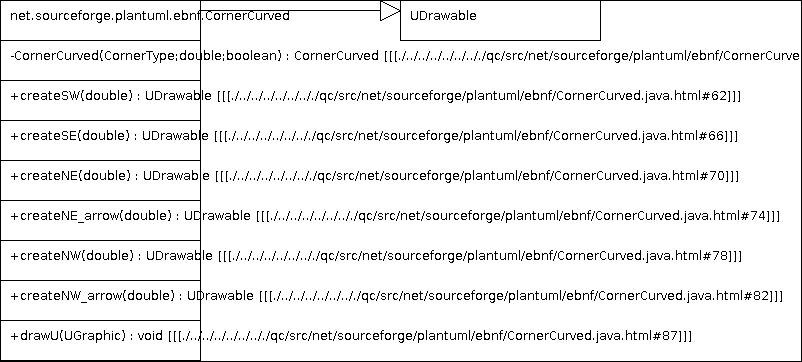 net.sourceforge.plantuml.ebnf.CornerCurved
UDrawable
-CornerCurved(CornerType;double;boolean) : CornerCurved [[[./../../../../../../qc/src/net/sourceforge/plantuml/ebnf/CornerCurve
+createSW(double) : UDrawable [[[./../../../../../../qc/src/net/sourceforge/plantuml/ebnf/CornerCurved.java.html#62]]]
+createSE(double) : UDrawable [[[./../../../../../../qc/src/net/sourceforge/plantuml/ebnf/CornerCurved.java.html#66]]]
+createNE(double) : UDrawable [[[./../../../../../../qc/src/net/sourceforge/plantuml/ebnf/CornerCurved.java.html#70]]]
+createNE_arrow(double) : UDrawable [[[./../../../../../../qc/src/net/sourceforge/plantuml/ebnf/CornerCurved.java.html#74]]]
+createNW(double) : UDrawable [[[./../../../../../../qc/src/net/sourceforge/plantuml/ebnf/CornerCurved.java.html#78]]]
+createNW_arrow(double) : UDrawable [[[./../../../../../../qc/src/net/sourceforge/plantuml/ebnf/CornerCurved.java.html#82]]]
+drawU(UGraphic) : void [[[./../../../../../../qc/src/net/sourceforge/plantuml/ebnf/CornerCurved.java.html#87]]]